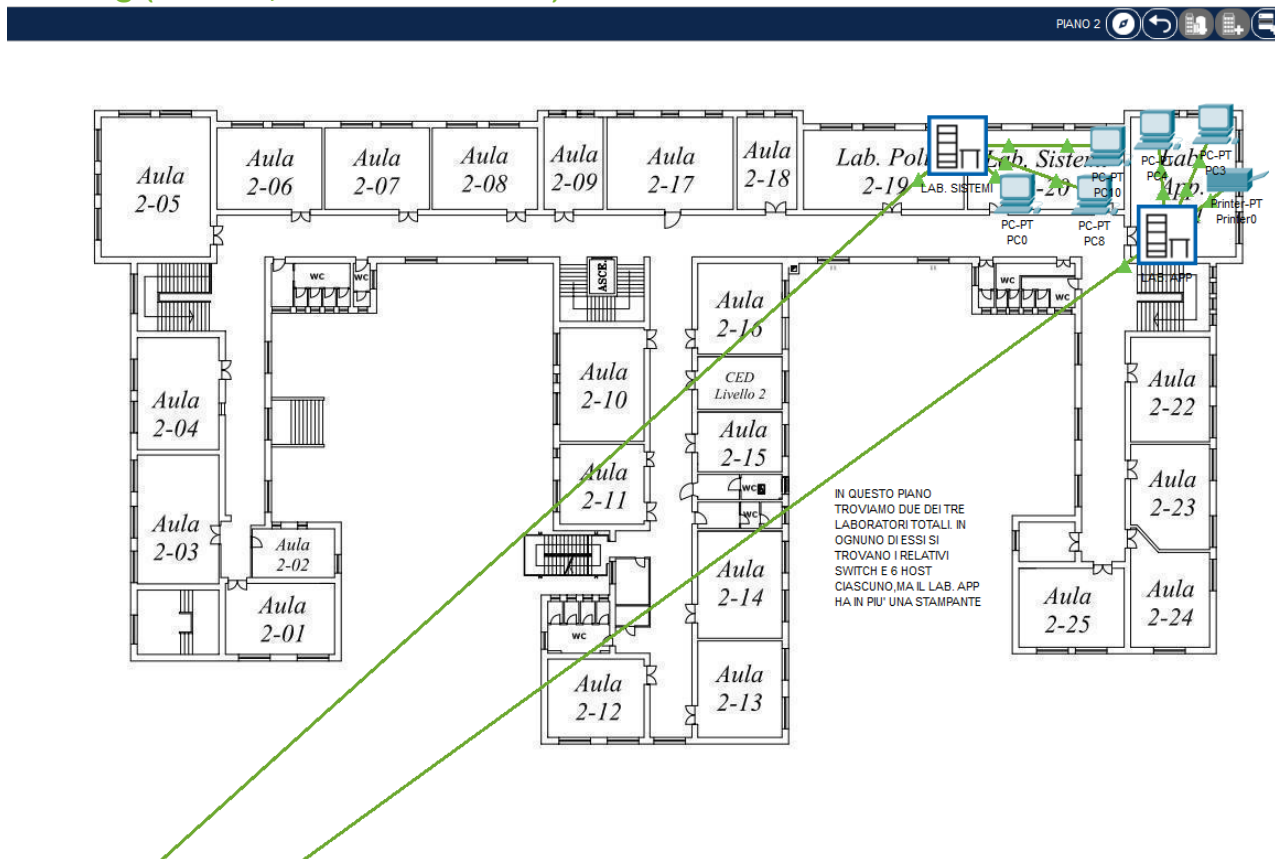 PIANO 2
Aula
2-05
Aula
2-06
Aula
2-07
Aula
2-08
Aula
2-09
Aula
2-17
Aula
2-18
Lab. Poli
2-19
Lab. Sistemi
-20
Lab.
App.
LAB. SISTEMI
PC-PT
PC10
PC-PT
PC0
PC-PT
PC8
PC-PT
PC4
PC-PT
PC3
Printer-PT
Printer0
LAB. APP
WC
WC
ASCE.
WC
WC
Aula
2-16
CED
Livello 2
Aula
2-15
WC
WC
Aula
2-10
Aula
2-11
Aula
2-04
Aula
2-03
Aula
2-02
Aula
2-01
Aula
2-14
Aula
2-13
WC
Aula
2-12
IN QUESTO PIANO
TROVIAMO DUE DEI TRE
LABORATORI TOTALI. IN
OGNUNO DI ESSI SI
TROVANO I RELATIVI
SWITCH E 6 HOST
CIASCUNO,MA IL LAB. APP
HA IN PIU' UNA STAMPANTE
Aula
2-22
Aula
2-23
Aula
2-24
Aula
2-25